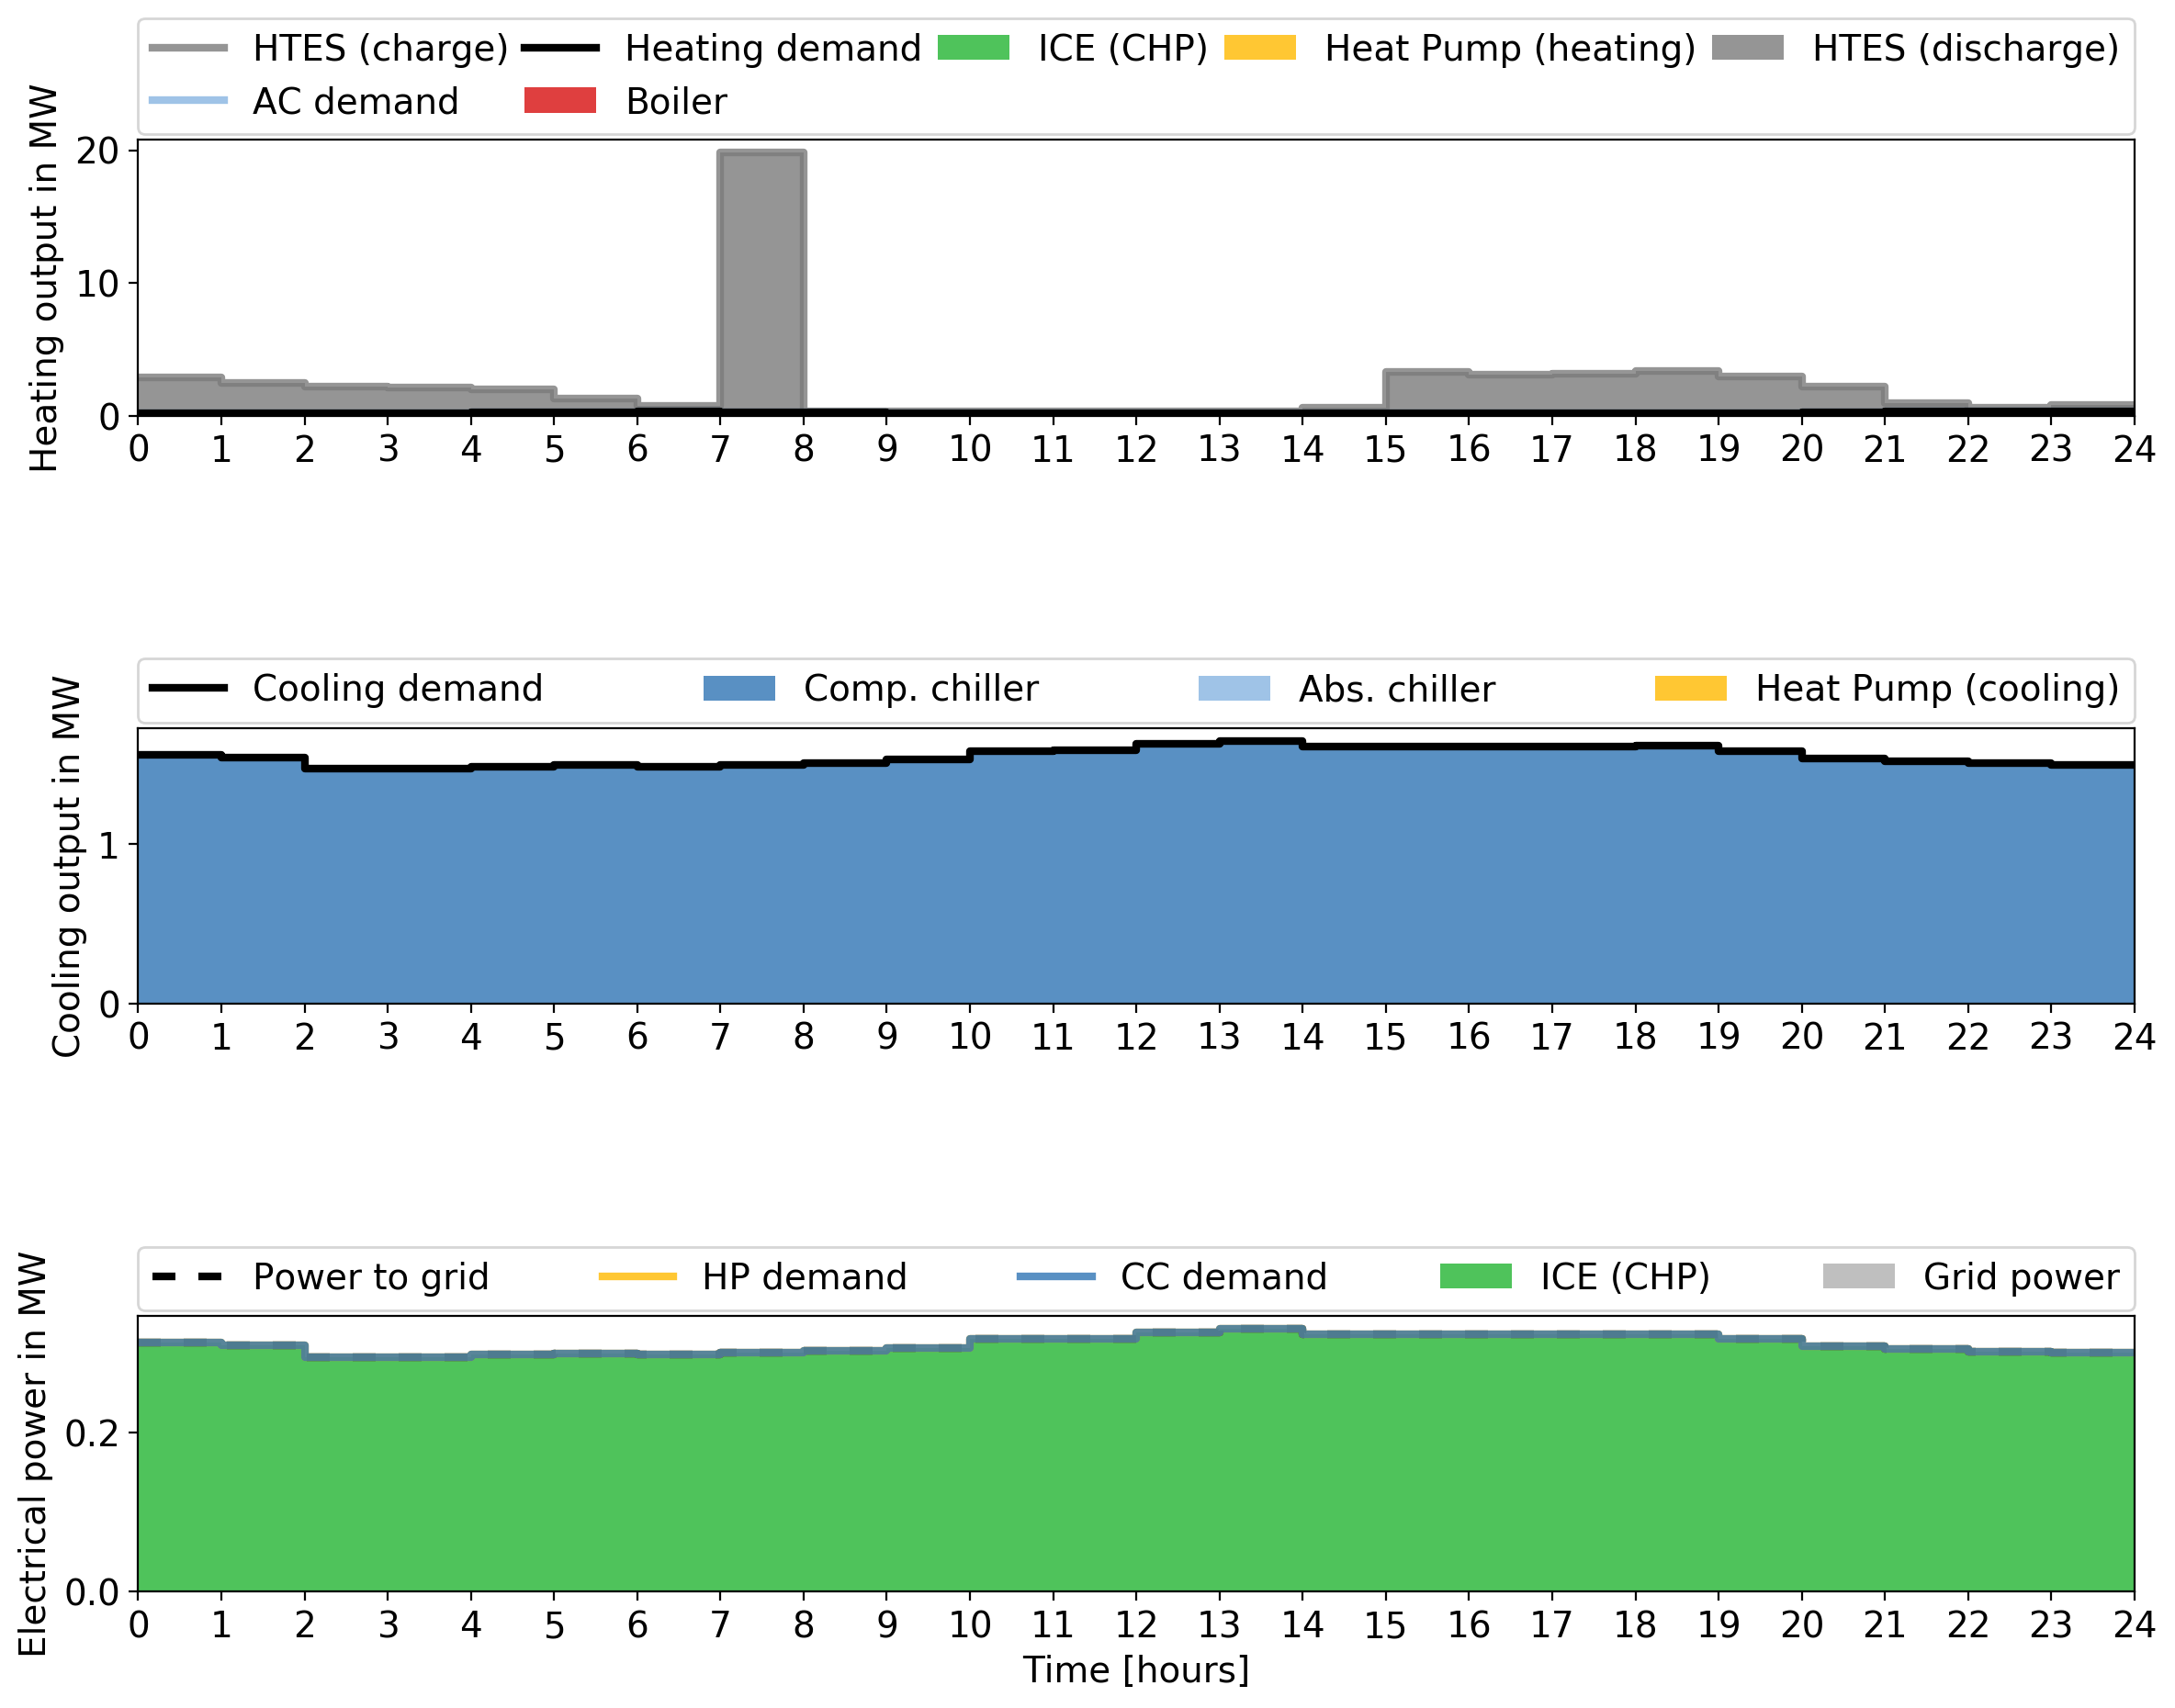 HTES (charge) Heating demand ICE (CHP) Heat Pump (heating) HTES (discharge)
AC demand Boiler
Heating output in MW
20
10
0
0 1 2 3 4 5 6 7 8 9 10 11 12 13 14 15 16 17 18 19 20 21 22 23 24
Cooling demand Comp. chiller Abs. chiller Heat Pump (cooling)
Cooling output in MW
1
0
0 1 2 3 4 5 6 7 8 9 10 11 12 13 14 15 16 17 18 19 20 21 22 23 24
Power to grid HP demand CC demand ICE (CHP) Grid power
Electrical power in MW
0.2
0.0
0 1 2 3 4 5 6 7 8 9 10 11 12 13 14 15 16 17 18 19 20 21 22 23 24
Time [hours]